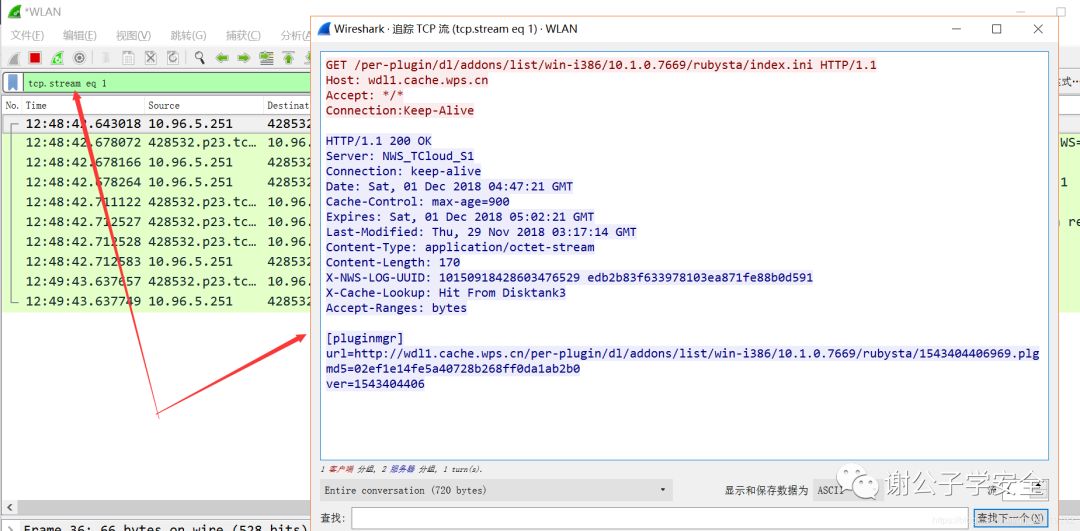 *WLAN
文件(F) 编辑(E) 视图(V) 跳转(G) 捕获(C) 分析(A
tcp.stream eq 1
No. Time Source Destinat
12:48:42.643018 10.96.5.251 428532
12:48:42.678072 428532.p23.tc… 10.96. WS=
12:48:42.678166 10.96.5.251 428532
12:48:42.678264 10.96.5.251 428532 1
12:48:42.711122 428532.p23.tc… 10.96.
12:48:42.712527 428532.p23.tc… 10.96. re
12:48:42.712528 428532.p23.tc… 10.96.
12:48:42.712583 10.96.5.251 428532
12:49:43.637657 428532.p23.tc… 10.96.
12:49:43.637749 10.96.5.251 428532
Frame 36: 66 bytes on wire (528 bits)
Wireshark · 追踪 TCP 流 (tcp.stream eq 1) · WLAN
GET /per-plugin/dl/addons/list/win-i386/10.1.0.7669/rubysta/index.ini HTTP/1.1
Host: wdl1.cache.wps.cn
Accept: */*
Connection:Keep-Alive
HTTP/1.1 200 OK
Server: NWS_TCloud_S1
Connection: keep-alive
Date: Sat, 01 Dec 2018 04:47:21 GMT
Cache-Control: max-age=900
Expires: Sat, 01 Dec 2018 05:02:21 GMT
Last-Modified: Thu, 29 Nov 2018 03:17:14 GMT
Content-Type: application/octet-stream
Content-Length: 170
X-NWS-LOG-UUID: 10150918428603476529 edb2b83f633978103ea871fe88b0d591
X-Cache-Lookup: Hit From Disktank3
Accept-Ranges: bytes
[pluginmgr]
url=http://wdl1.cache.wps.cn/per-plugin/dl/addons/list/win-i386/10.1.0.7669/rubysta/1543404406969.plg
md5=02ef1e14fe5a40728b268ff0da1ab2b0
ver=1543404406
1 客户端 分组, 2 服务器 分组, 1 turn(s).
Entire conversation (720 bytes) 显示和保存数据为 ASCII 流
谢公子学安全
查找: 查找下一个(N)